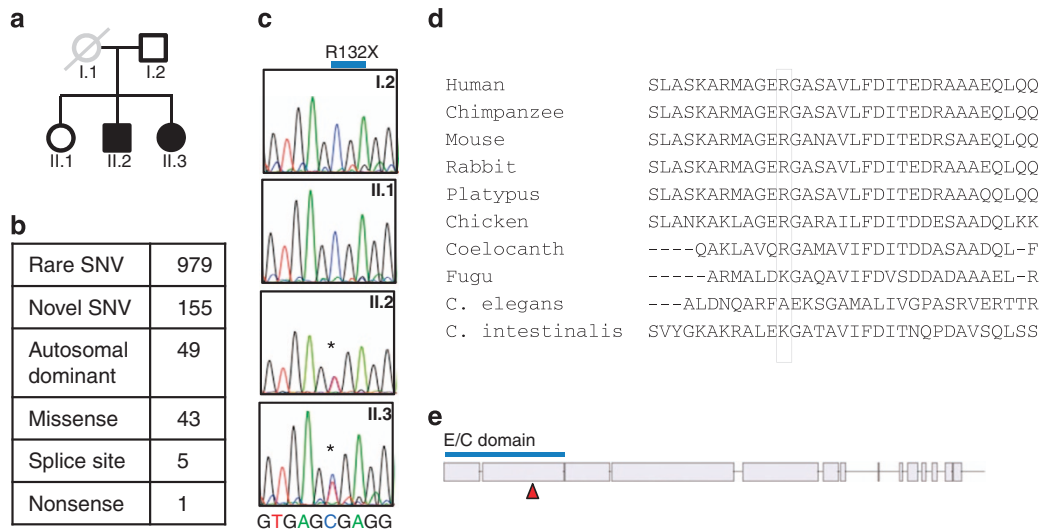 a
I.1
I.2
II.1
II.2
II.3
b
Rare SNV 979
Novel SNV 155
Autosomal dominant 49
Missense 43
Splice site 5
Nonsense 1
c
R132X
I.2
II.1
II.2
*
II.3
*
GTGAGCGAGG
d
Human SLASKARMAGERGASAVLFDITEDRAAAEQLQQ
Chimpanzee SLASKARMAGERGASAVLFDITEDRAAAEQLQQ
Mouse SLASKARMAGERGANAVLFDITEDRSAAEQLQQ
Rabbit SLASKARMAGERGASAVLFDITEDRAAAEQLQQ
Platypus SLASKARMAGERGASAVLFDITEDRAAAQQLQQ
Chicken SLANKAKLAGERGARAILFDITDDESAADQLKK
Coelocanth ----QAKLAVQRGAMAVIFDITDDASAADQL-F
Fugu -----ARMALDKGAQAVIFDVSDDADAAAEL-R
C. elegans ---ALDNQARFAEKSGAMALIVGPASRVERTTR
C. intestinalis SVYGKAKRALEKGATAVIFDITNQPDAVSQLSS
e
E/C domain